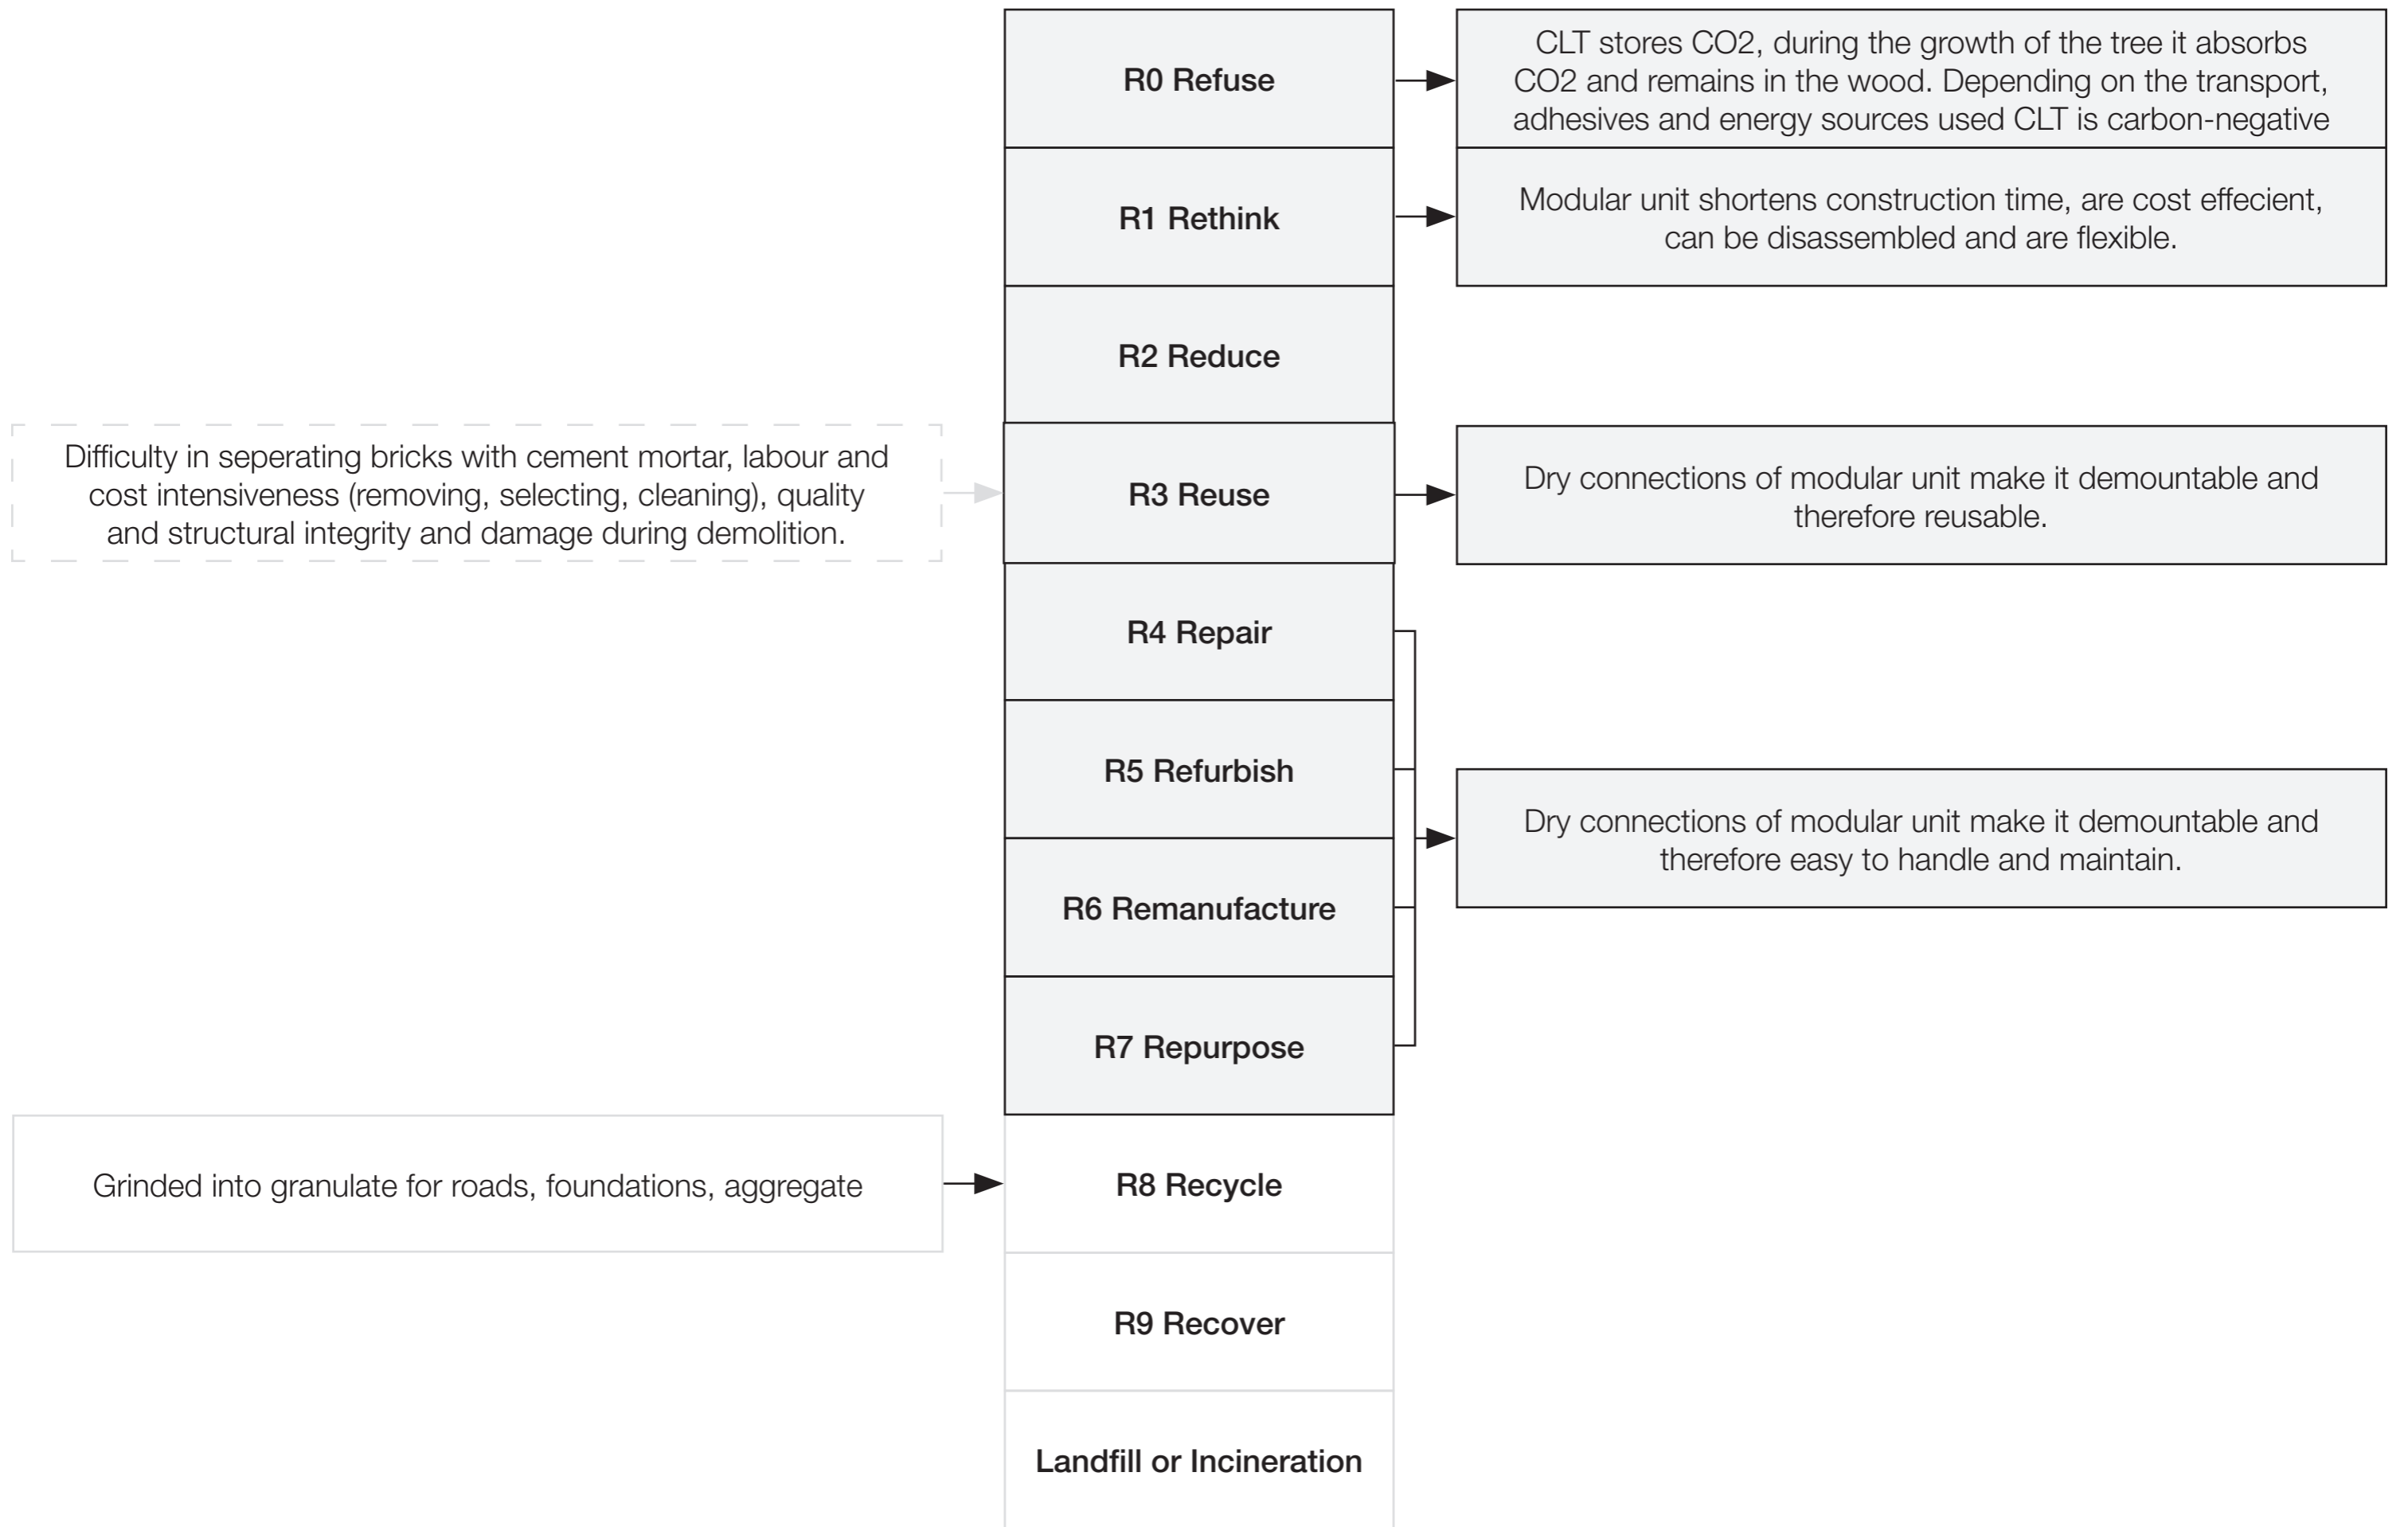 R0 Refuse
CLT stores CO2, during the growth of the tree it absorbs
CO2 and remains in the wood. Depending on the transport,
adhesives and energy sources used CLT is carbon-negative
R1 Rethink
Modular unit shortens construction time, are cost effecient,
can be disassembled and are flexible.
R2 Reduce
Difficulty in seperating bricks with cement mortar, labour and
cost intensiveness (removing, selecting, cleaning), quality
and structural integrity and damage during demolition.
R3 Reuse
Dry connections of modular unit make it demountable and
therefore reusable.
R4 Repair
R5 Refurbish
Dry connections of modular unit make it demountable and
therefore easy to handle and maintain.
R6 Remanufacture
R7 Repurpose
Grinded into granulate for roads, foundations, aggregate
R8 Recycle
R9 Recover
Landfill or Incineration